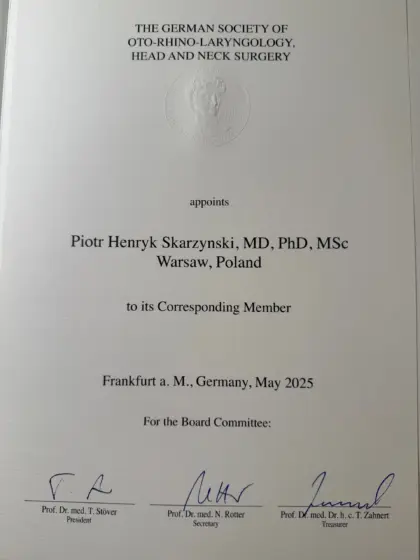 THE GERMAN SOCIETY OF
OTO-RHINO-LARYNGOLOGY,
HEAD AND NECK SURGERY
appoints
Piotr Henryk Skarzynski, MD, PhD, MSc
Warsaw, Poland
to its Corresponding Member
Frankfurt a. M., Germany, May 2025
For the Board Committee:
Prof. Dr. med. T. Stöver
President
Prof. Dr. med. N. Rotter
Secretary
Prof. Dr. med. Dr. h. c. T. Zahnert
Treasurer